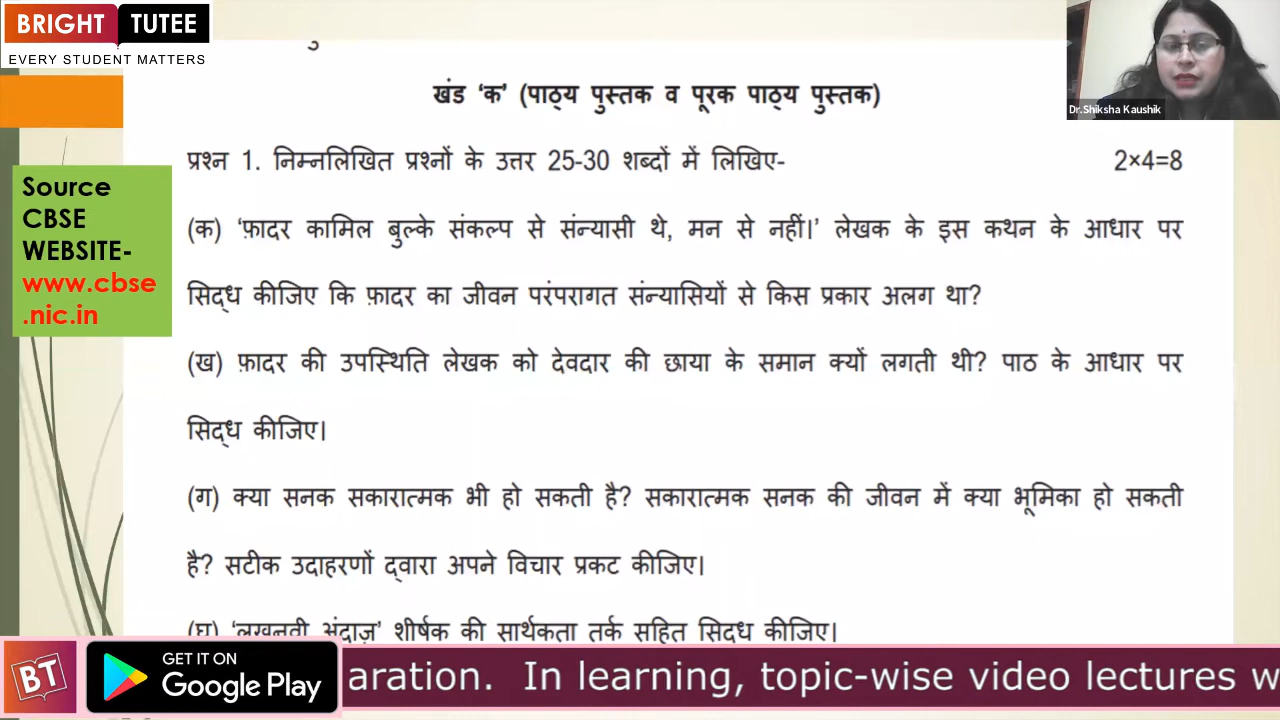 BRIGHT TUTEE
EVERY STUDENT MATTERS
Dr.Shiksha Kaushik
खंड ‘क’ (पाठ्य पुस्तक व पूरक पाठ्य पुस्तक)
प्रश्न 1. निम्नलिखित प्रश्नों के उत्तर 25-30 शब्दों में लिखिए- 2×4=8
Source
CBSE
WEBSITE-
www.cbse
.nic.in
(क) ‘फ़ादर कामिल बुल्के संकल्प से संन्यासी थे, मन से नहीं।’ लेखक के इस कथन के आधार पर
सिद्ध कीजिए कि फ़ादर का जीवन परंपरागत संन्यासियों से किस प्रकार अलग था?
(ख) फ़ादर की उपस्थिति लेखक को देवदार की छाया के समान क्यों लगती थी? पाठ के आधार पर
सिद्ध कीजिए।
(ग) क्या सनक सकारात्मक भी हो सकती है? सकारात्मक सनक की जीवन में क्या भूमिका हो सकती
है? सटीक उदाहरणों द्वारा अपने विचार प्रकट कीजिए।
(घ) ‘लखनवी अंदाज़’ शीर्षक की सार्थकता तर्क सहित सिद्ध कीजिए।
BT
GET IT ON
Google Play
aration. In learning, topic-wise video lectures w